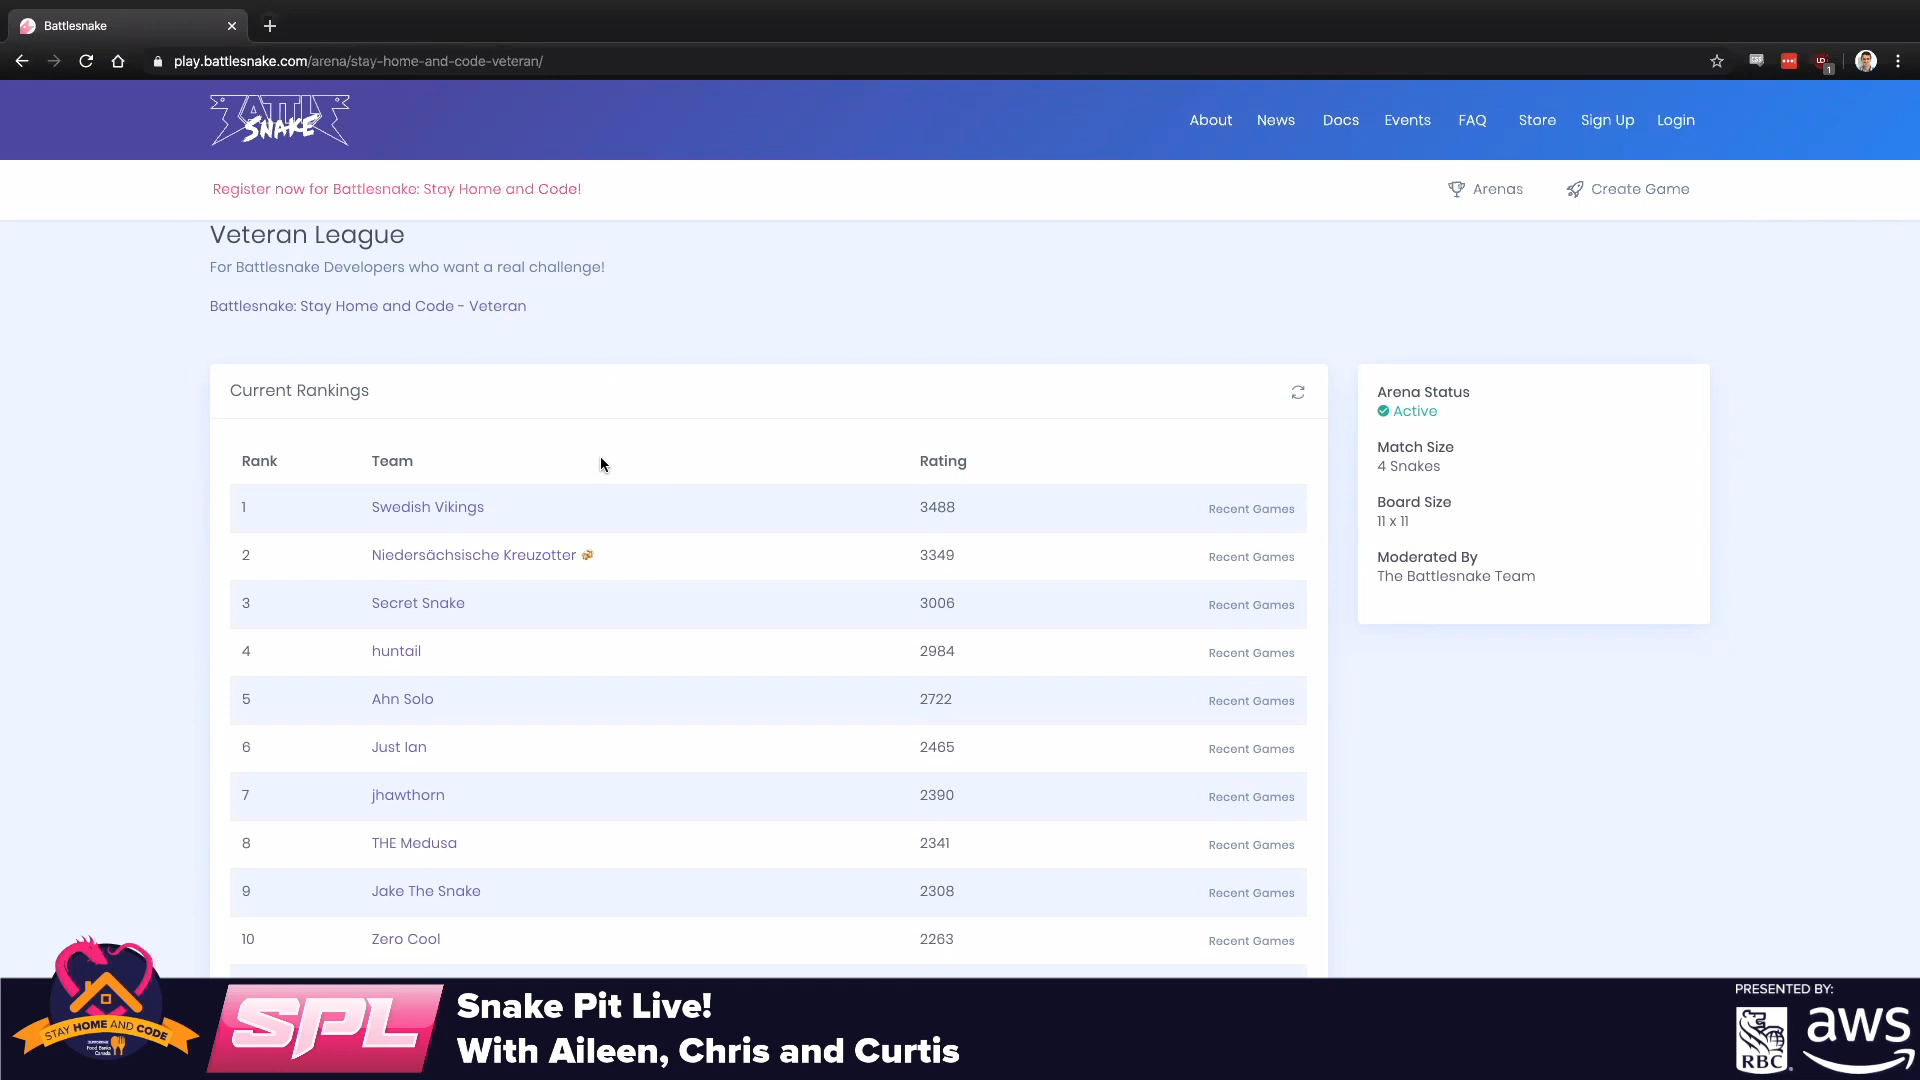 Battlesnake
play.battlesnake.com/arena/stay-home-and-code-veteran/
1
BATTLE SNAKE
About News Docs Events FAQ Store Sign Up Login
Register now for Battlesnake: Stay Home and Code!
Arenas Create Game
Veteran League
For Battlesnake Developers who want a real challenge!
Battlesnake: Stay Home and Code - Veteran
Current Rankings
Rank Team Rating
1 Swedish Vikings 3488 Recent Games
2 Niedersächsische Kreuzotter 🍻 3349 Recent Games
3 Secret Snake 3006 Recent Games
4 huntail 2984 Recent Games
5 Ahn Solo 2722 Recent Games
6 Just Ian 2465 Recent Games
7 jhawthorn 2390 Recent Games
8 THE Medusa 2341 Recent Games
9 Jake The Snake 2308 Recent Games
10 Zero Cool 2263 Recent Games
Arena Status
Active
Match Size
4 Snakes
Board Size
11 x 11
Moderated By
The Battlesnake Team
STAY HOME AND CODE
SUPPORTING
Food Banks
Canada
SPL
Snake Pit Live!
With Aileen, Chris and Curtis
PRESENTED BY:
RBC
aws